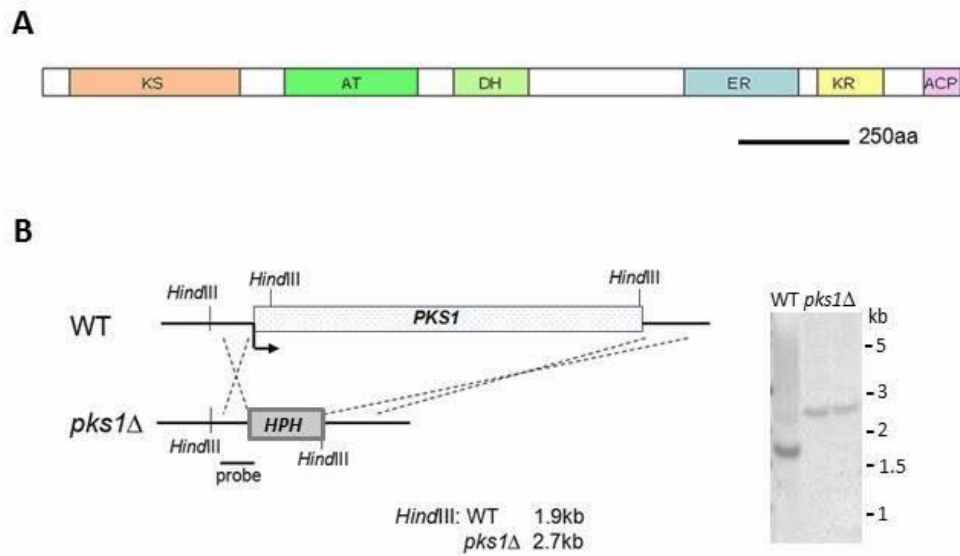 A
KS AT DH ER KR ACP
250aa
B
HindIII HindIII HindIII
WT PKS1
pks1Δ HPH
HindIII HindIII
probe
HindIII: WT 1.9kb
pks1Δ 2.7kb
WT pks1Δ
kb
-5
-3
-2
-1.5
-1